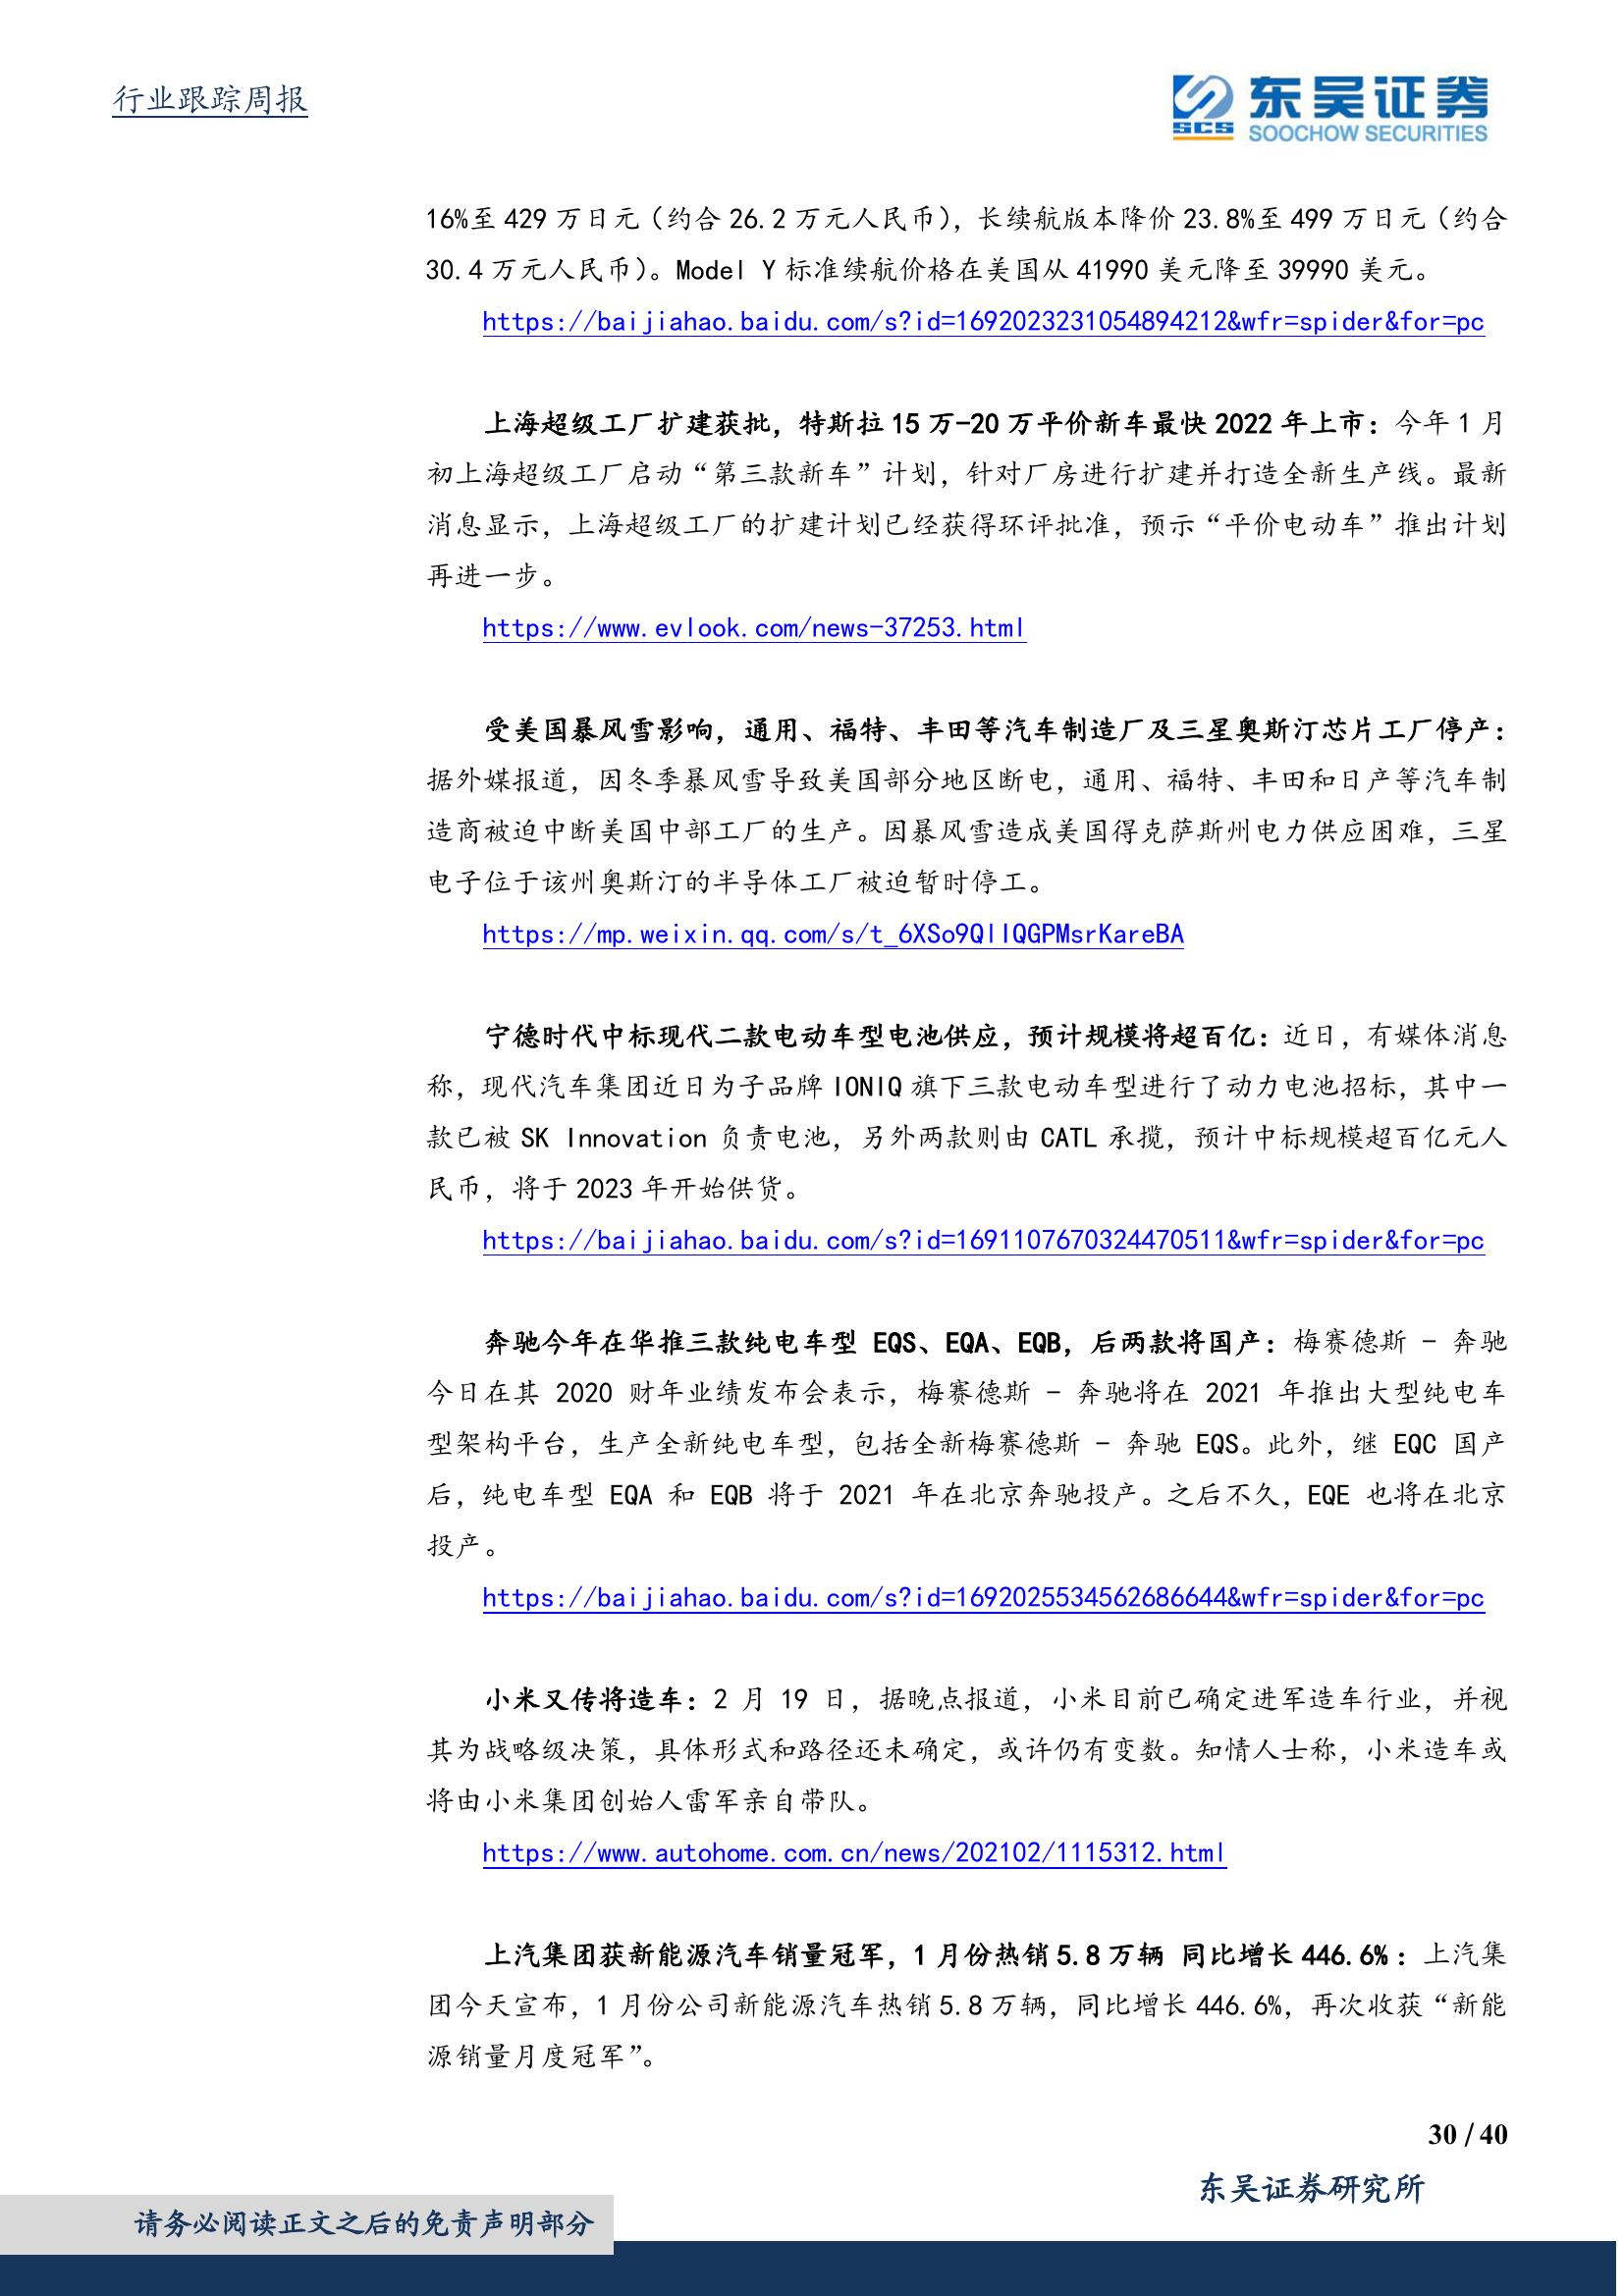 行业跟踪周报
东吴证券
SCS
SOOCHOW SECURITIES
16%至 429 万日元（约合 26.2 万元人民币），长续航版本降价 23.8%至 499 万日元（约合
30.4 万元人民币）。Model Y 标准续航价格在美国从 41990 美元降至 39990 美元。
https://baijiahao.baidu.com/s?id=1692023231054894212&wfr=spider&for=pc
上海超级工厂扩建获批，特斯拉 15 万-20 万平价新车最快 2022 年上市：今年 1 月
初上海超级工厂启动“第三款新车”计划，针对厂房进行扩建并打造全新生产线。最新
消息显示，上海超级工厂的扩建计划已经获得环评批准，预示“平价电动车”推出计划
再进一步。
https://www.evlook.com/news-37253.html
受美国暴风雪影响，通用、福特、丰田等汽车制造厂及三星奥斯汀芯片工厂停产：
据外媒报道，因冬季暴风雪导致美国部分地区断电，通用、福特、丰田和日产等汽车制
造商被迫中断美国中部工厂的生产。因暴风雪造成美国得克萨斯州电力供应困难，三星
电子位于该州奥斯汀的半导体工厂被迫暂时停工。
https://mp.weixin.qq.com/s/t_6XSo9QllQGPMsrKareBA
宁德时代中标现代二款电动车型电池供应，预计规模将超百亿：近日，有媒体消息
称，现代汽车集团近日为子品牌 IONIQ 旗下三款电动车型进行了动力电池招标，其中一
款已被 SK Innovation 负责电池，另外两款则由 CATL 承揽，预计中标规模超百亿元人
民币，将于 2023 年开始供货。
https://baijiahao.baidu.com/s?id=1691107670324470511&wfr=spider&for=pc
奔驰今年在华推三款纯电车型 EQS、EQA、EQB，后两款将国产：梅赛德斯 - 奔驰
今日在其 2020 财年业绩发布会表示，梅赛德斯 - 奔驰将在 2021 年推出大型纯电车
型架构平台，生产全新纯电车型，包括全新梅赛德斯 - 奔驰 EQS。此外，继 EQC 国产
后，纯电车型 EQA 和 EQB 将于 2021 年在北京奔驰投产。之后不久，EQE 也将在北京
投产。
https://baijiahao.baidu.com/s?id=1692025534562686644&wfr=spider&for=pc
小米又传将造车：2 月 19 日，据晚点报道，小米目前已确定进军造车行业，并视
其为战略级决策，具体形式和路径还未确定，或许仍有变数。知情人士称，小米造车或
将由小米集团创始人雷军亲自带队。
https://www.autohome.com.cn/news/202102/1115312.html
上汽集团获新能源汽车销量冠军，1 月份热销 5.8 万辆 同比增长 446.6%：上汽集
团今天宣布，1 月份公司新能源汽车热销 5.8 万辆，同比增长 446.6%，再次收获“新能
源销量月度冠军”。
30 / 40
东吴证券研究所
请务必阅读正文之后的免责声明部分